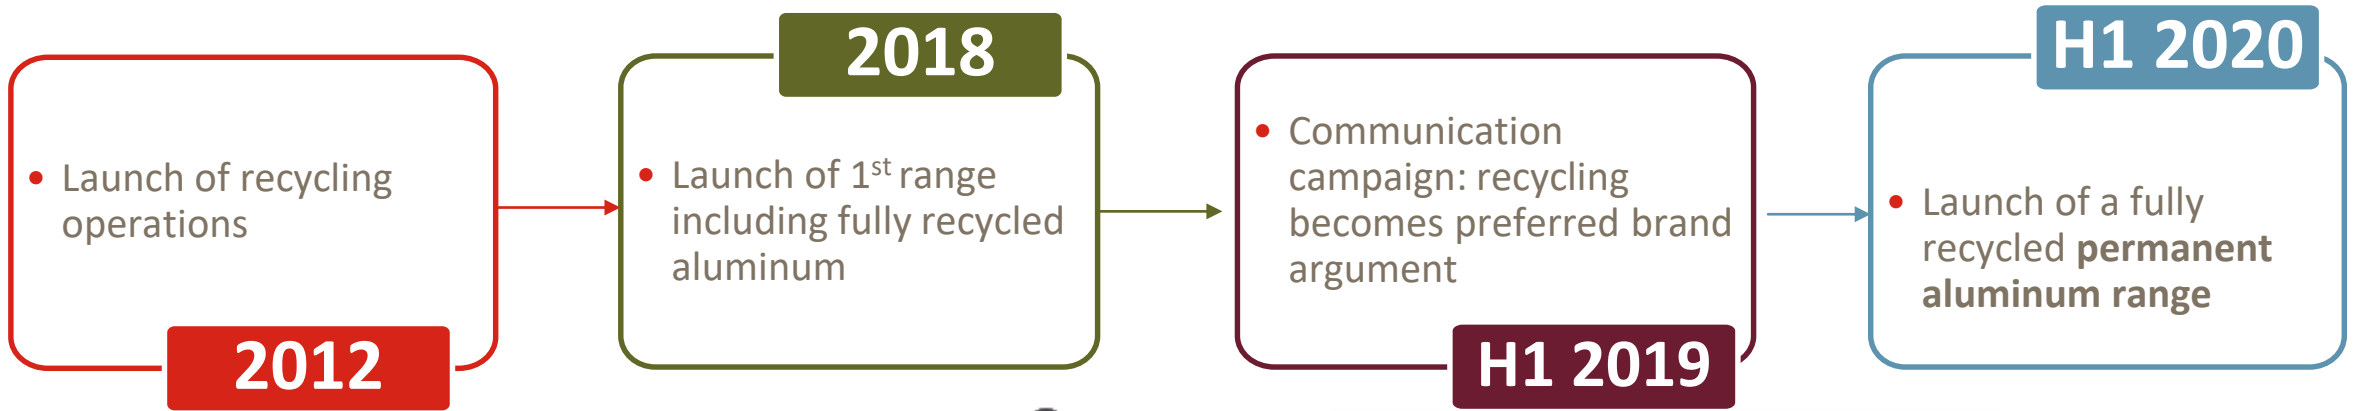 • Launch of recycling
operations
2012
2018
• Launch of 1st range
including fully recycled
aluminum
• Communication
campaign: recycling
becomes preferred brand
argument
H1 2019
H1 2020
• Launch of a fully
recycled permanent
aluminum range